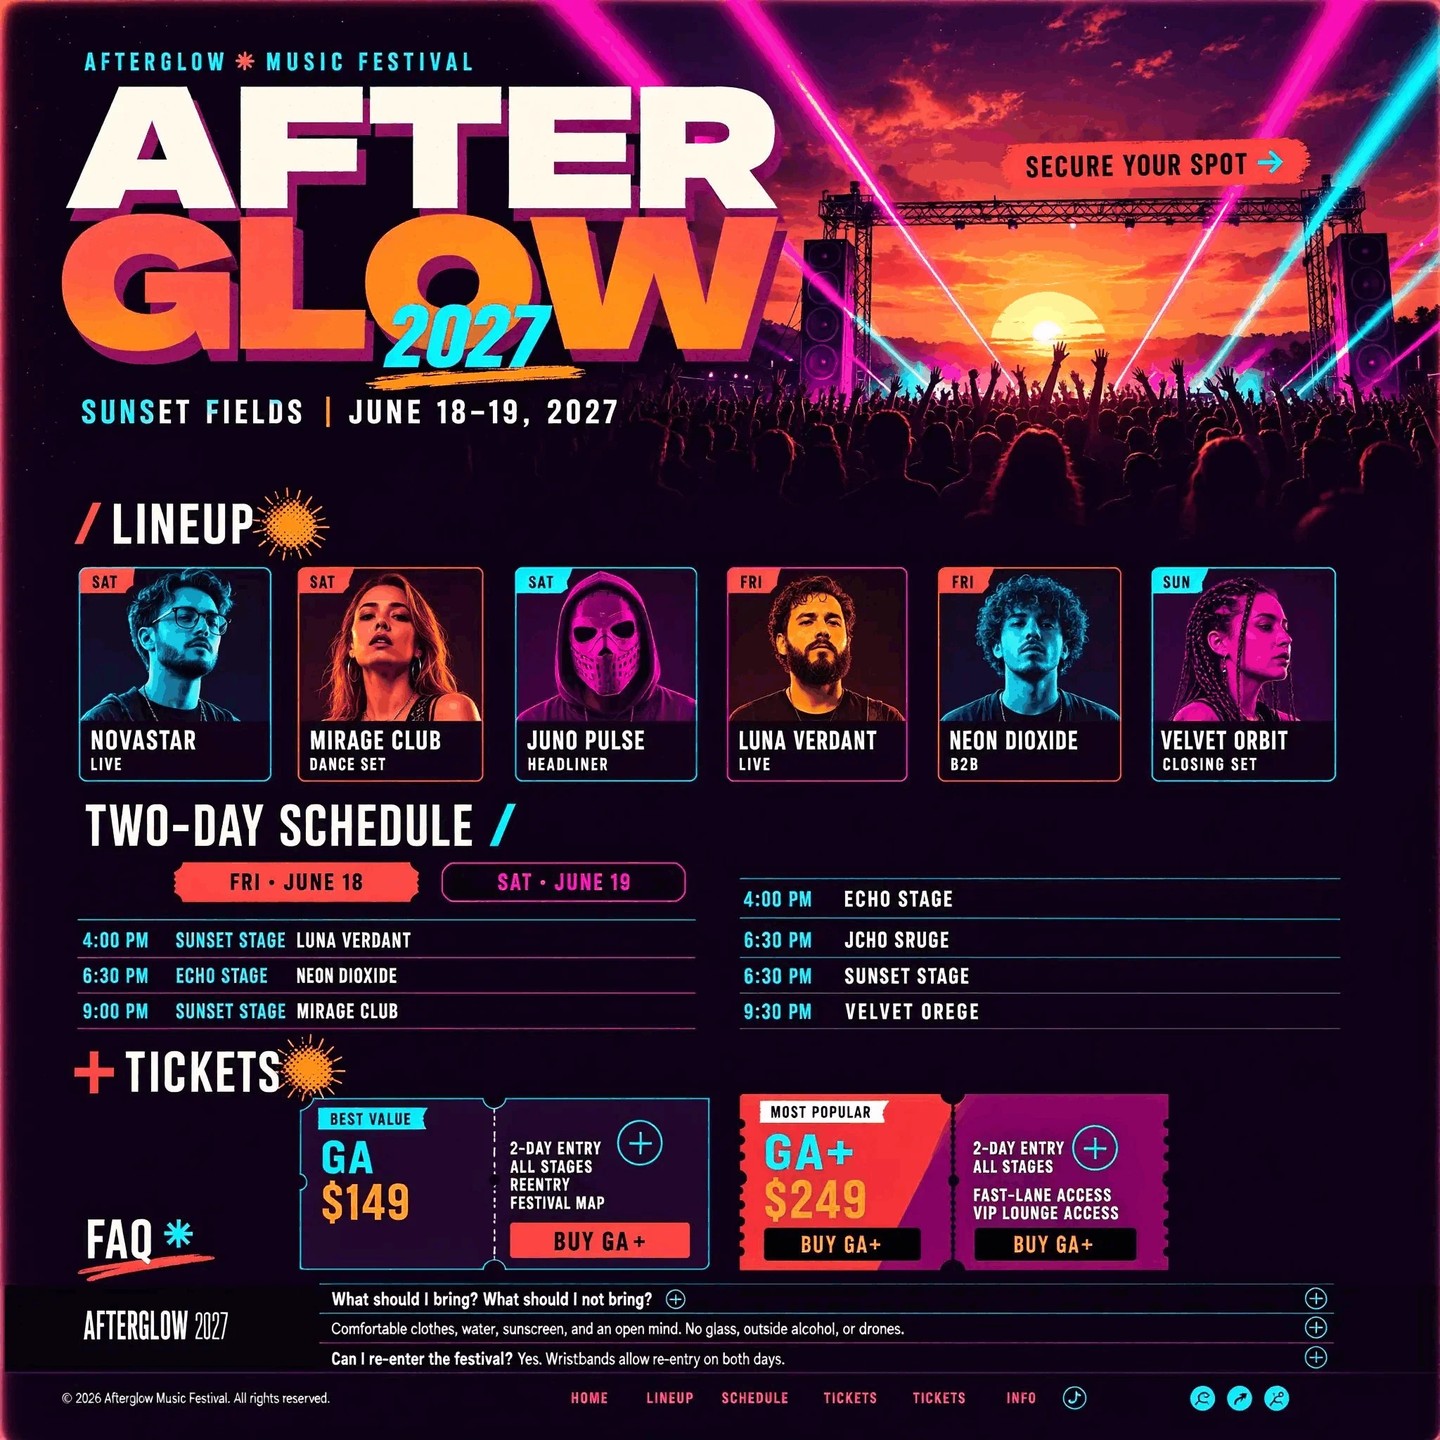 AFTERGLOW * MUSIC FESTIVAL
AFTER
GLOW
2027
SUNSET FIELDS | JUNE 18-19, 2027
SECURE YOUR SPOT →
/ LINEUP
SAT
NOVASTAR
LIVE
SAT
MIRAGE CLUB
DANCE SET
SAT
JUNO PULSE
HEADLINER
FRI
LUNA VERDANT
LIVE
FRI
NEON DIOXIDE
B2B
SUN
VELVET ORBIT
CLOSING SET
TWO-DAY SCHEDULE /
FRI • JUNE 18
SAT • JUNE 19
4:00 PM SUNSET STAGE LUNA VERDANT
6:30 PM ECHO STAGE NEON DIOXIDE
9:00 PM SUNSET STAGE MIRAGE CLUB
4:00 PM ECHO STAGE
6:30 PM JCHO SRUGE
6:30 PM SUNSET STAGE
9:30 PM VELVET OREGE
+ TICKETS
BEST VALUE
GA
$149
2-DAY ENTRY
ALL STAGES
REENTRY
FESTIVAL MAP
BUY GA+
MOST POPULAR
GA+
$249
BUY GA+
2-DAY ENTRY
ALL STAGES
FAST-LANE ACCESS
VIP LOUNGE ACCESS
BUY GA+
FAQ *
AFTERGLOW 2027
What should I bring? What should I not bring?
Comfortable clothes, water, sunscreen, and an open mind. No glass, outside alcohol, or drones.
Can I re-enter the festival? Yes. Wristbands allow re-entry on both days.
© 2026 Afterglow Music Festival. All rights reserved.
HOME LINEUP SCHEDULE TICKETS TICKETS INFO